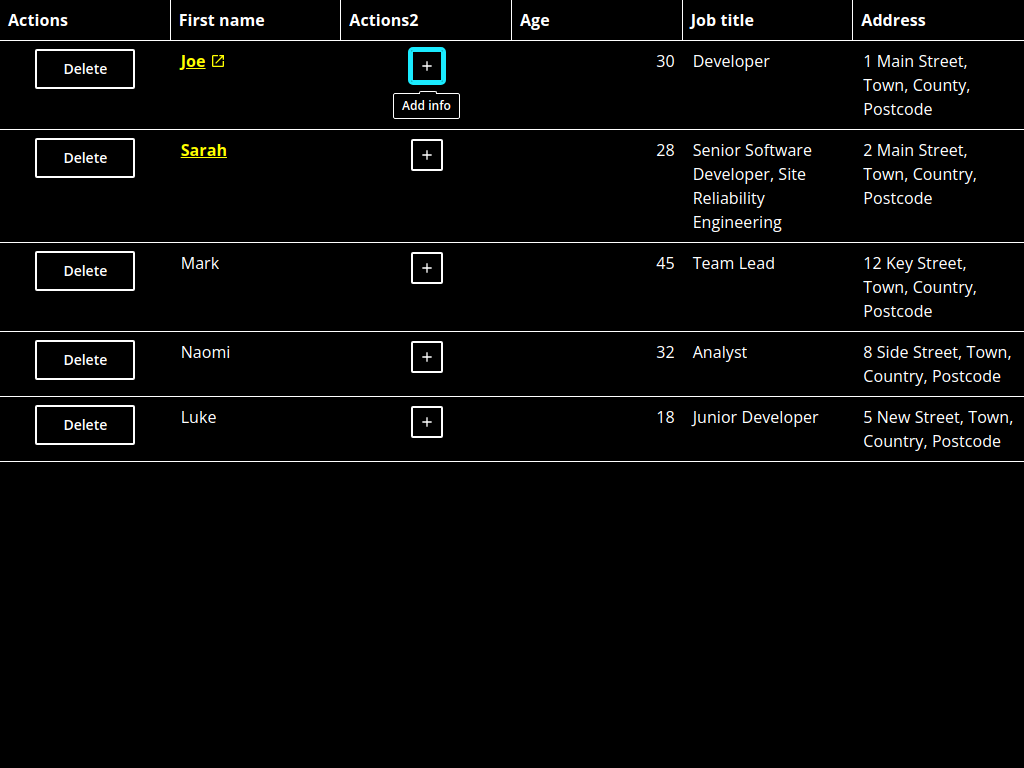 Actions First name Actions2 Age Job title Address
Delete Joe + 30 Developer 1 Main Street,
Town, County,
Postcode
Add info
Delete Sarah + 28 Senior Software 2 Main Street,
Developer, Site Town, Country,
Reliability Postcode
Engineering
Delete Mark + 45 Team Lead 12 Key Street,
Town, Country,
Postcode
Delete Naomi + 32 Analyst 8 Side Street, Town,
Country, Postcode
Delete Luke + 18 Junior Developer 5 New Street, Town,
Country, Postcode